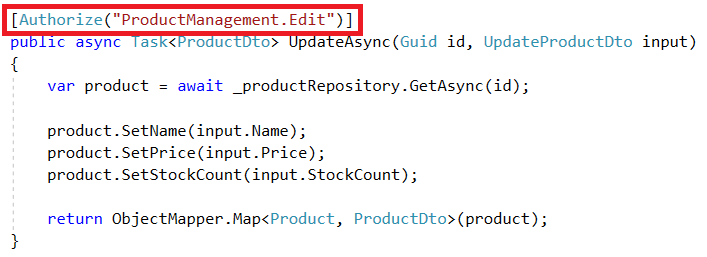 [Authorize("ProductManagement.Edit")]
public async Task<ProductDto> UpdateAsync(Guid id, UpdateProductDto input)
{
    var product = await _productRepository.GetAsync(id);

    product.SetName(input.Name);
    product.SetPrice(input.Price);
    product.SetStockCount(input.StockCount);

    return ObjectMapper.Map<Product, ProductDto>(product);
}